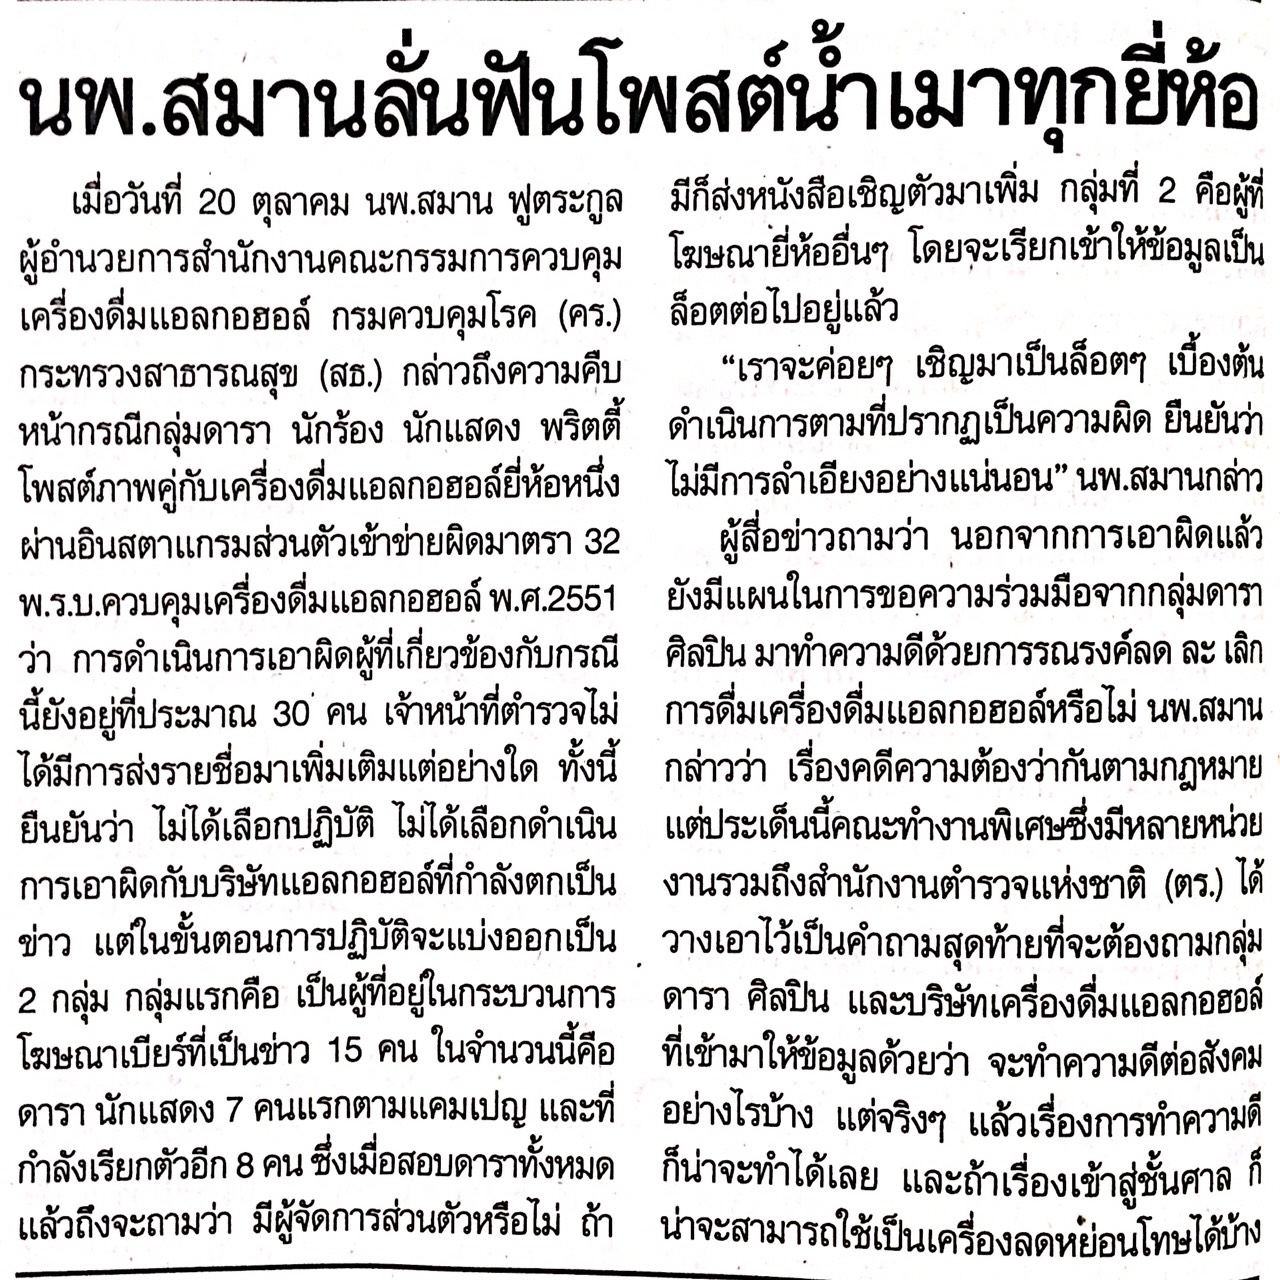 นพ.สมานลั่นฟันโพสต์น้ำเมาทุกยี่ห้อ
เมื่อวันที่ 20 ตุลาคม นพ.สมาน ฟูตระกูล
ผู้อำนวยการสำนักงานคณะกรรมการควบคุม
เครื่องดื่มแอลกอฮอล์ กรมควบคุมโรค (คร.)
กระทรวงสาธารณสุข (สธ.) กล่าวถึงความคืบ
หน้ากรณีกลุ่มดารา นักร้อง นักแสดง พริตตี้
โพสต์ภาพคู่กับเครื่องดื่มแอลกอฮอล์ยี่ห้อหนึ่ง
ผ่านอินสตาแกรมส่วนตัวเข้าข่ายผิดมาตรา 32
พ.ร.บ.ควบคุมเครื่องดื่มแอลกอฮอล์ พ.ศ.2551
ว่า การดำเนินการเอาผิดผู้ที่เกี่ยวข้องกับกรณี
นี้ยังอยู่ที่ประมาณ 30 คน เจ้าหน้าที่ตำรวจไม่
ได้มีการส่งรายชื่อมาเพิ่มเติมแต่อย่างใด ทั้งนี้
ยืนยันว่า ไม่ได้เลือกปฏิบัติ ไม่ได้เลือกดำเนิน
การเอาผิดกับบริษัทแอลกอฮอล์ที่กำลังตกเป็น
ข่าว แต่ในขั้นตอนการปฏิบัติจะแบ่งออกเป็น
2 กลุ่ม กลุ่มแรกคือ เป็นผู้ที่อยู่ในกระบวนการ
โฆษณาเบียร์ที่เป็นข่าว 15 คน ในจำนวนนี้คือ
ดารา นักแสดง 7 คนแรกตามแคมเปญ และที่
กำลังเรียกตัวอีก 8 คน ซึ่งเมื่อสอบดาราทั้งหมด
แล้วถึงจะถามว่า มีผู้จัดการส่วนตัวหรือไม่ ถ้า
มีก็ส่งหนังสือเชิญตัวมาเพิ่ม กลุ่มที่ 2 คือผู้ที่
โฆษณายี่ห้ออื่นๆ โดยจะเรียกเข้าให้ข้อมูลเป็น
ล็อตต่อไปอยู่แล้ว
“เราจะค่อยๆ เชิญมาเป็นล็อตๆ เบื้องต้น
ดำเนินการตามที่ปรากฏเป็นความผิด ยืนยันว่า
ไม่มีการลำเอียงอย่างแน่นอน” นพ.สมานกล่าว
ผู้สื่อข่าวถามว่า นอกจากการเอาผิดแล้ว
ยังมีแผนในการขอความร่วมมือจากกลุ่มดารา
ศิลปิน มาทำความดีด้วยการรณรงค์ลด ละ เลิก
การดื่มเครื่องดื่มแอลกอฮอล์หรือไม่ นพ.สมาน
กล่าวว่า เรื่องคดีความต้องว่ากันตามกฎหมาย
แต่ประเด็นนี้คณะทำงานพิเศษซึ่งมีหลายหน่วย
งานรวมถึงสำนักงานตำรวจแห่งชาติ (ตร.) ได้
วางเอาไว้เป็นคำถามสุดท้ายที่จะต้องถามกลุ่ม
ดารา ศิลปิน และบริษัทเครื่องดื่มแอลกอฮอล์
ที่เข้ามาให้ข้อมูลด้วยว่า จะทำความดีต่อสังคม
อย่างไรบ้าง แต่จริงๆ แล้วเรื่องการทำความดี
ก็น่าจะทำได้เลย และถ้าเรื่องเข้าสู่ชั้นศาล ก็
น่าจะสามารถใช้เป็นเครื่องลดหย่อนโทษได้บ้าง